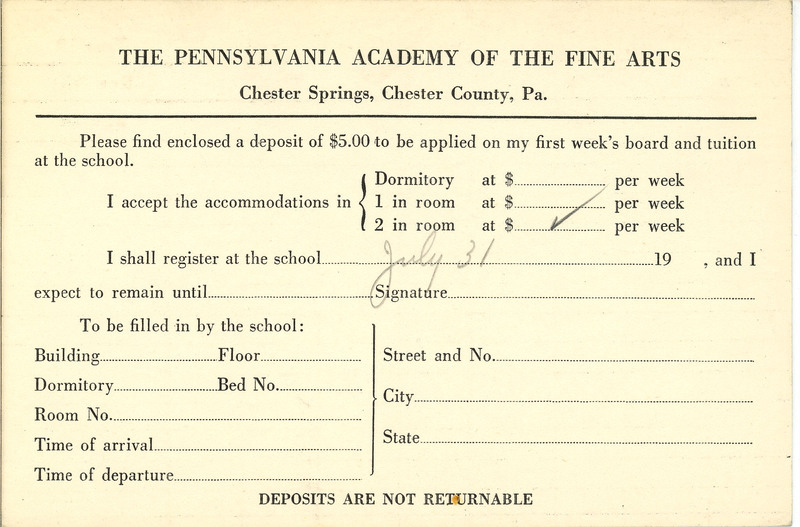 THE PENNSYLVANIA ACADEMY OF THE FINE ARTS
Chester Springs, Chester County, Pa.
Please find enclosed a deposit of $5.00 to be applied on my first week's board and tuition
at the school.
I accept the accommodations in
Dormitory at $ per week
1 in room at $ per week
2 in room at $ ✓ per week
I shall register at the school July 31 19 , and I
expect to remain until Signature
To be filled in by the school:
Building Floor
Dormitory Bed No.
Room No.
Time of arrival
Time of departure
Street and No.
City
State
DEPOSITS ARE NOT RETURNABLE